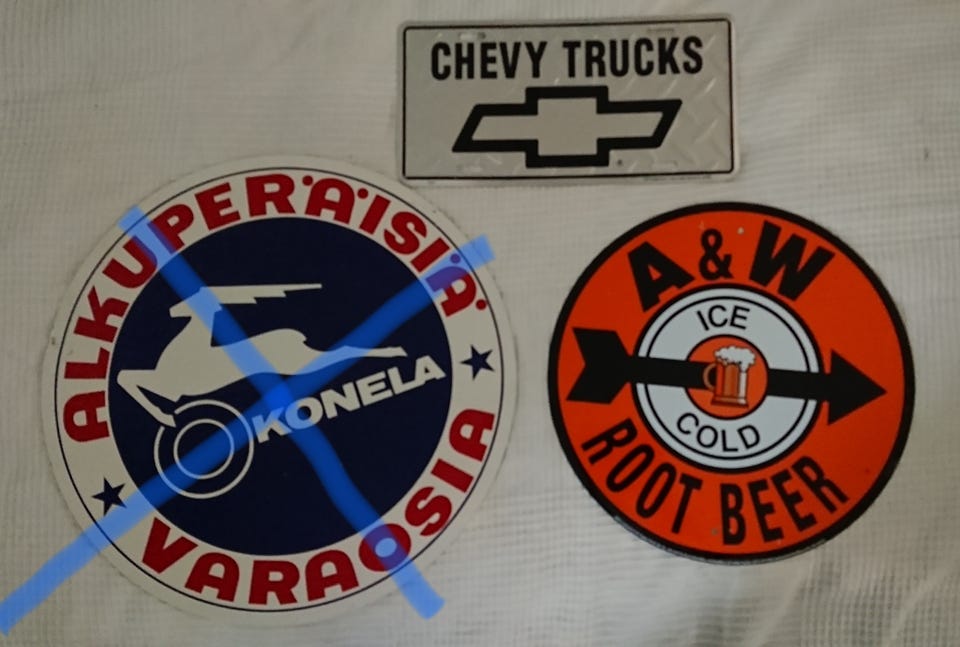 CHEVY TRUCKS
ALKUPERÄISIÄ
KONELA
VARAOSIA
A & W
ICE
COLD
ROOT BEER